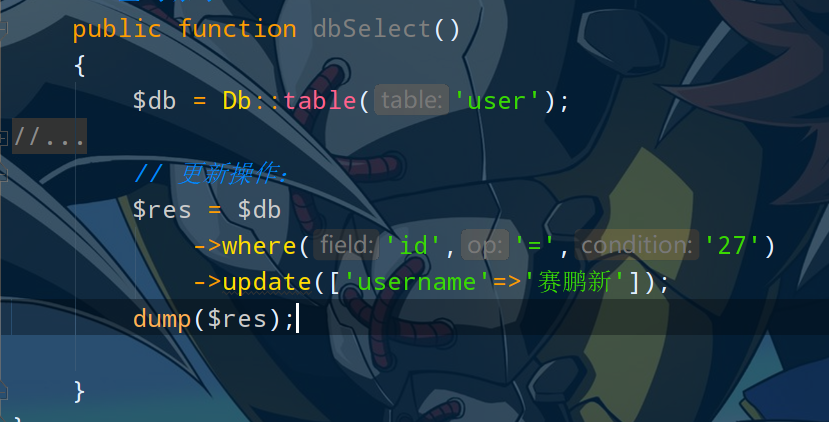 public function dbSelect()
{
$db = Db::table( table: 'user');
//...
// 更新操作：
$res = $db
->where( field: 'id', op: '=', condition: '27')
->update(['username'=>'赛鹏新']);
dump($res);
}
}